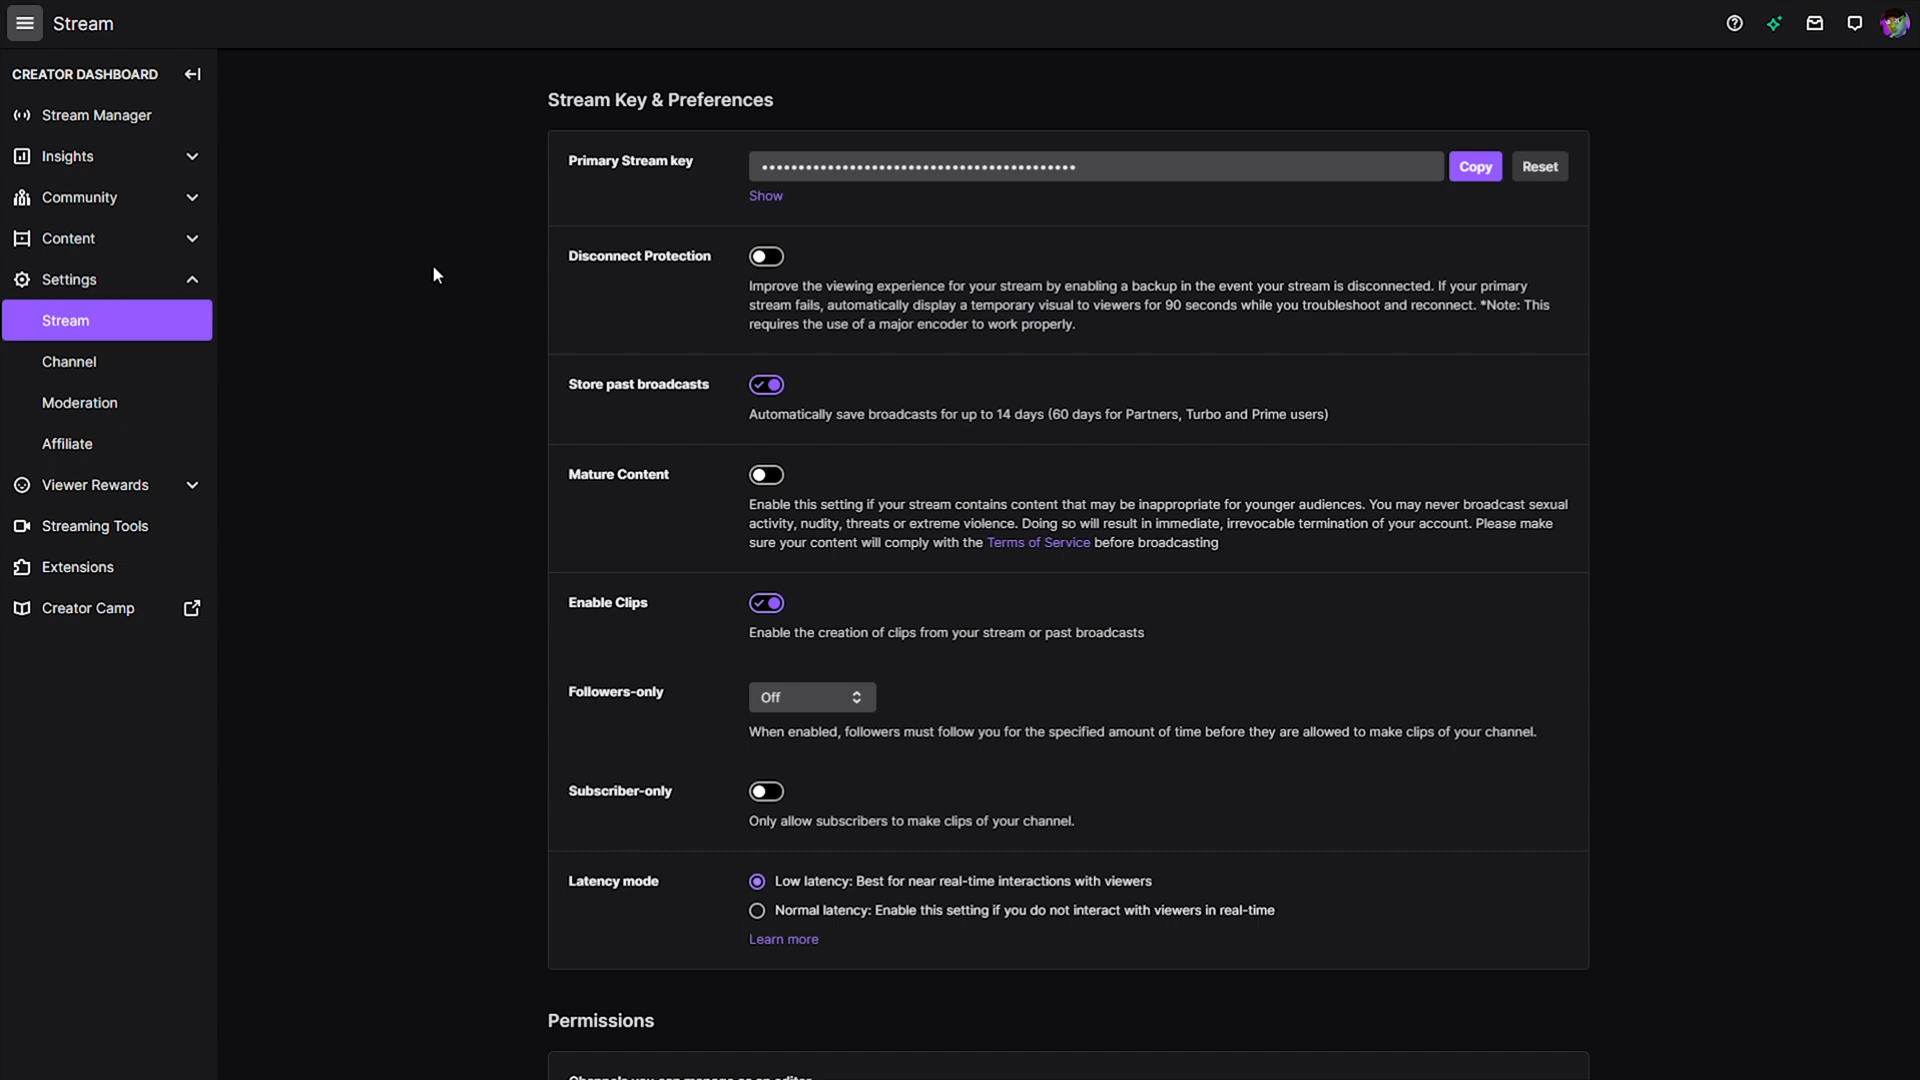 Stream
CREATOR DASHBOARD
Stream Manager
Insights
Community
Content
Settings
Stream
Channel
Moderation
Affiliate
Viewer Rewards
Streaming Tools
Extensions
Creator Camp
Stream Key & Preferences
Primary Stream key
Copy
Reset
Show
Disconnect Protection
Improve the viewing experience for your stream by enabling a backup in the event your stream is disconnected. If your primary
stream fails, automatically display a temporary visual to viewers for 90 seconds while you troubleshoot and reconnect. *Note: This
requires the use of a major encoder to work properly.
Store past broadcasts
Automatically save broadcasts for up to 14 days (60 days for Partners, Turbo and Prime users)
Mature Content
Enable this setting if your stream contains content that may be inappropriate for younger audiences. You may never broadcast sexual
activity, nudity, threats or extreme violence. Doing so will result in immediate, irrevocable termination of your account. Please make
sure your content will comply with the Terms of Service before broadcasting
Enable Clips
Enable the creation of clips from your stream or past broadcasts
Followers-only
Off
When enabled, followers must follow you for the specified amount of time before they are allowed to make clips of your channel.
Subscriber-only
Only allow subscribers to make clips of your channel.
Latency mode
Low latency: Best for near real-time interactions with viewers
Normal latency: Enable this setting if you do not interact with viewers in real-time
Learn more
Permissions
Channels you can manage as an editor